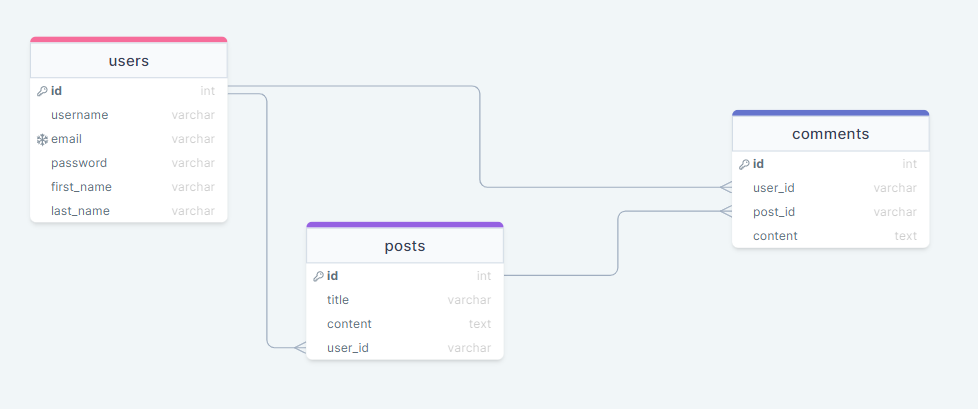 users
id int
username varchar
email varchar
password varchar
first_name varchar
last_name varchar
posts
id int
title varchar
content text
user_id varchar
comments
id int
user_id varchar
post_id varchar
content text